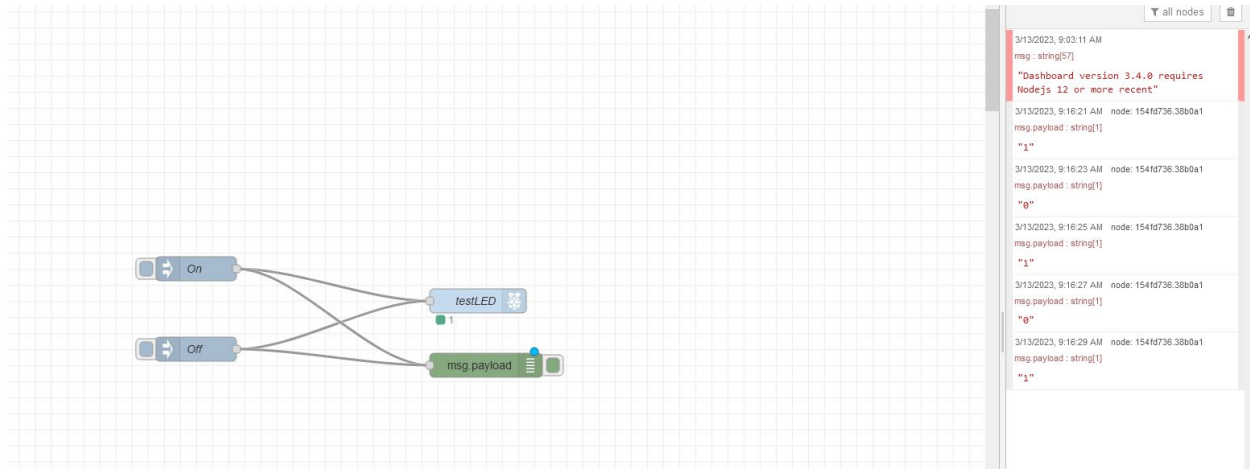 On
Off
testLED
1
msg.payload
all nodes
3/13/2023, 9:03:11 AM
msg : string[57]
"Dashboard version 3.4.0 requires
Nodejs 12 or more recent"
3/13/2023, 9:16:21 AM node: 154fd736.38b0a1
msg.payload : string[1]
"1"
3/13/2023, 9:16:23 AM node: 154fd736.38b0a1
msg.payload : string[1]
"0"
3/13/2023, 9:16:25 AM node: 154fd736.38b0a1
msg.payload : string[1]
"1"
3/13/2023, 9:16:27 AM node: 154fd736.38b0a1
msg.payload : string[1]
"0"
3/13/2023, 9:16:29 AM node: 154fd736.38b0a1
msg.payload : string[1]
"1"